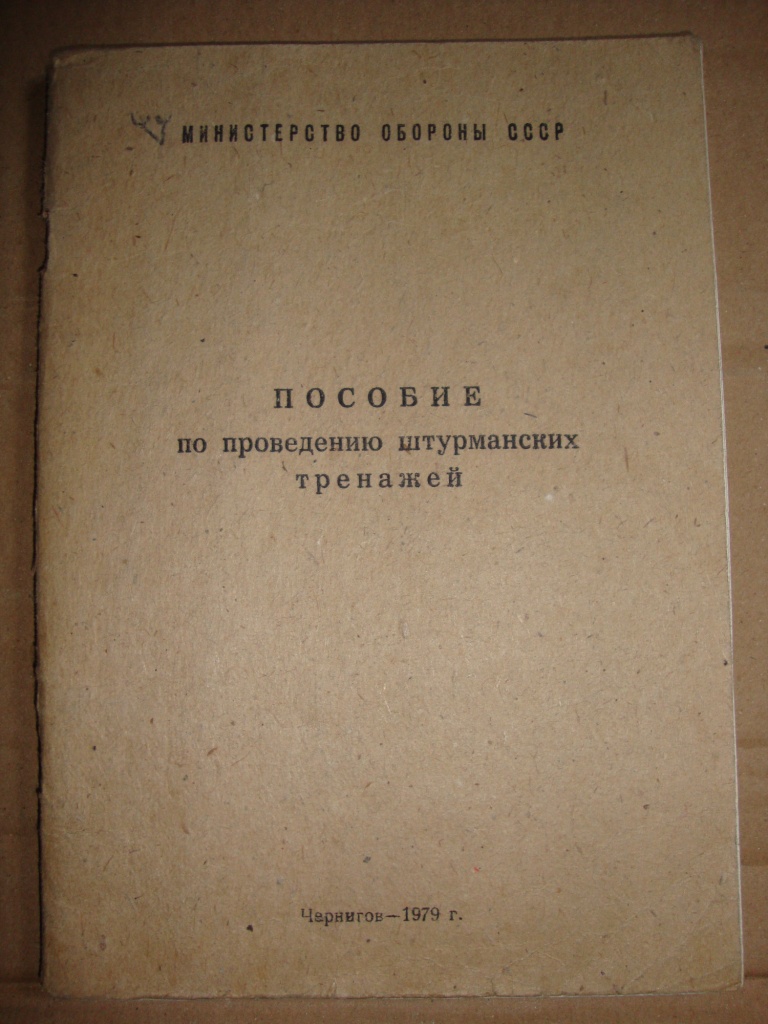 МИНИСТЕРСТВО ОБОРОНЫ СССР
ПОСОБИЕ
по проведению штурманских
тренажей
Чернигов—1979 г.